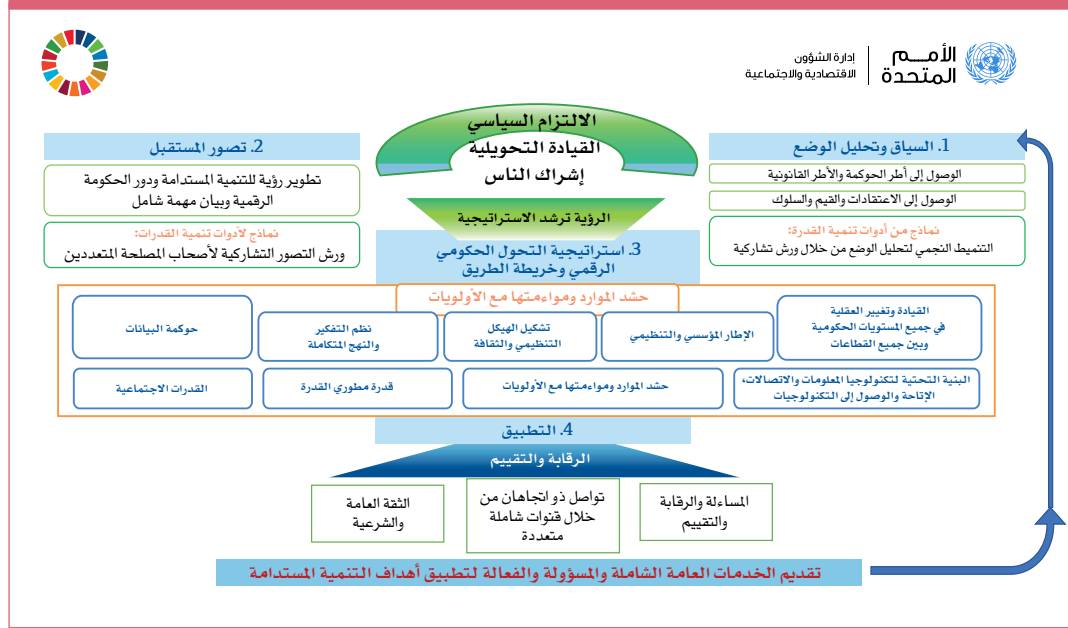 الأمـــم
المتحدة
إدارة الشؤون
الاقتصادية والاجتماعية
الالتزام السياسي
القيادة التحويلية
إشراك الناس
الرؤية ترشد الاستراتيجية
1. السياق وتحليل الوضع
الوصول إلى أطر الحوكمة والأطر القانونية
الوصول إلى الاعتقادات والقيم والسلوك
نماذج من أدوات تنمية القدرة:
التنميط النجمي لتحليل الوضع من خلال ورش تشاركية
2. تصور المستقبل
تطوير رؤية للتنمية المستدامة ودور الحكومة
الرقمية وبيان مهمة شامل
نماذج لأدوات تنمية القدرات:
ورش التصور التشاركية لأصحاب المصلحة المتعددين
3. استراتيجية التحول الحكومي
الرقمي وخريطة الطريق
حشد الموارد ومواءمتها مع الأولويات
القيادة وتغيير العقلية
في جميع المستويات الحكومية
وبين جميع القطاعات
الإطار المؤسسي والتنظيمي
تشكيل الهيكل
التنظيمي والثقافة
نظم التفكير
والنهج المتكاملة
حوكمة البيانات
البنية التحتية لتكنولوجيا المعلومات والاتصالات،
الإتاحة والوصول إلى التكنولوجيات
حشد الموارد ومواءمتها مع الأولويات
قدرة مطوري القدرة
القدرات الاجتماعية
4. التطبيق
الرقابة والتقييم
المساءلة والرقابة
والتقييم
تواصل ذو اتجاهان من
خلال قنوات شاملة
متعددة
الثقة العامة
والشرعية
تقديم الخدمات العامة الشاملة والمسؤولة والفعالة لتطبيق أهداف التنمية المستدامة